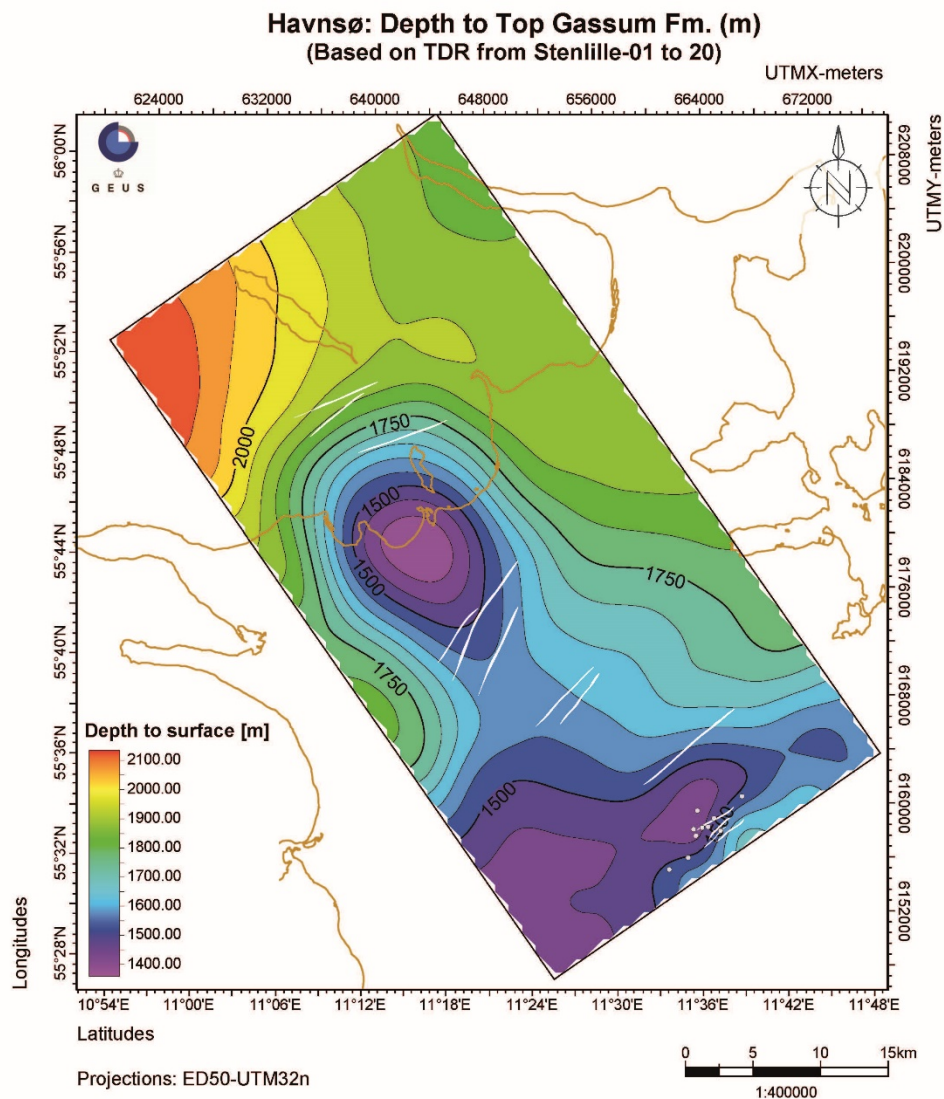 Havnsø: Depth to Top Gassum Fm. (m)
(Based on TDR from Stenlille-01 to 20)
UTMX-meters
624000 632000 640000 648000 656000 664000 672000
UTMY-meters
6208000
6200000
6192000
6184000
6176000
6168000
6160000
6152000
56°00'N
55°56'N
55°52'N
55°48'N
55°44'N
55°40'N
55°36'N
55°32'N
55°28'N
GEUS
N
2000
1750
1500
1500
1750
1750
1500
Depth to surface [m]
2100.00
2000.00
1900.00
1800.00
1700.00
1600.00
1500.00
1400.00
Longitudes
10°54'E 11°00'E 11°06'E 11°12'E 11°18'E 11°24'E 11°30'E 11°36'E 11°42'E 11°48'E
Latitudes
Projections: ED50-UTM32n
0 5 10 15km
1:400000